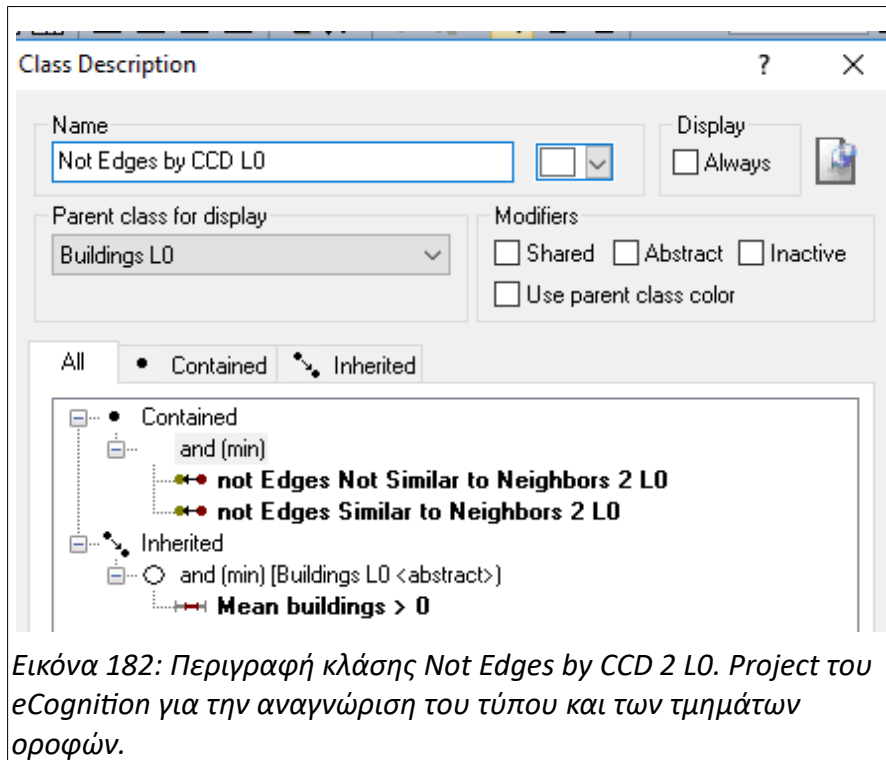 Class Description ?
Name
Display
Not Edges by CCD L0
Always
Parent class for display
Modifiers
Buildings L0
Shared Abstract Inactive
Use parent class color
All Contained Inherited
Contained
and (min)
not Edges Not Similar to Neighbors 2 L0
not Edges Similar to Neighbors 2 L0
Inherited
and (min) [Buildings L0 <abstract>)
Mean buildings > 0
Εικόνα 182: Περιγραφή κλάσης Not Edges by CCD 2 L0. Project του
eCognition για την αναγνώριση του τύπου και των τμημάτων
οροφών.